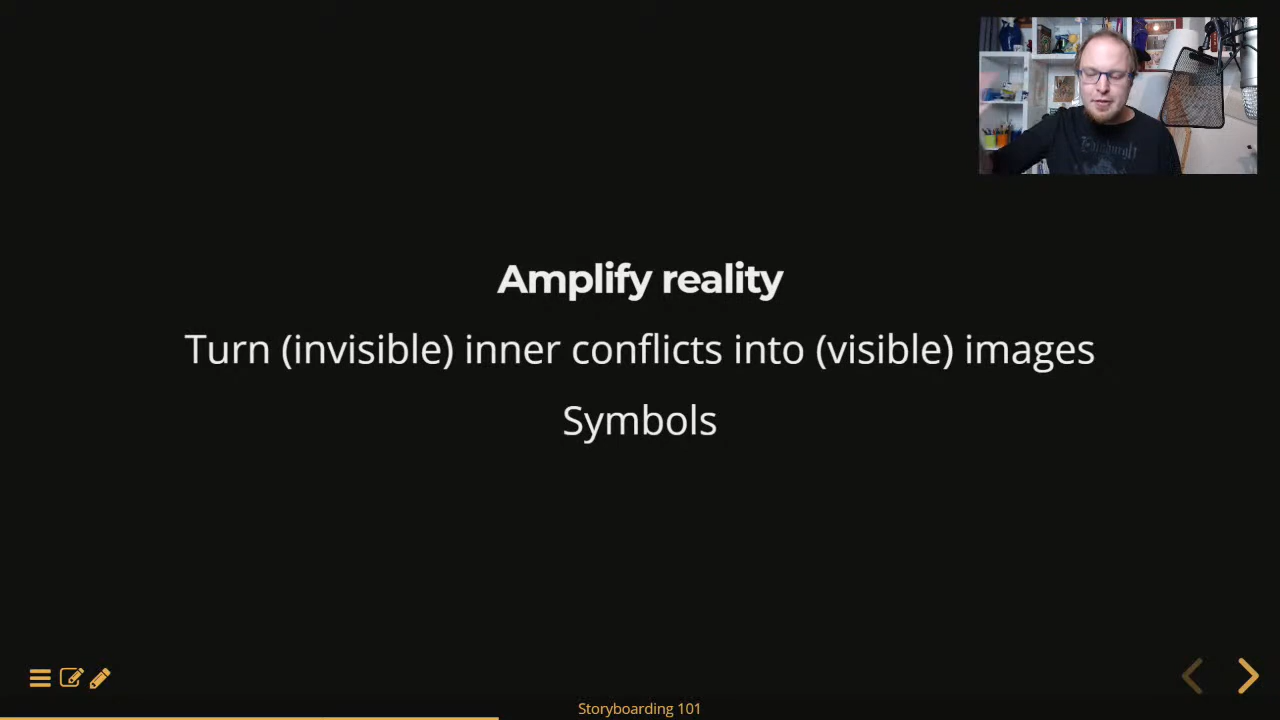 Amplify reality
Turn (invisible) inner conflicts into (visible) images
Symbols
Storyboarding 101